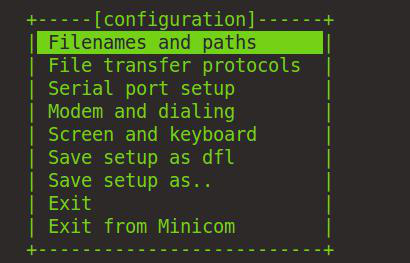 +-----[configuration]------+
| Filenames and paths      |
| File transfer protocols  |
| Serial port setup        |
| Modem and dialing        |
| Screen and keyboard      |
| Save setup as dfl        |
| Save setup as..          |
| Exit                     |
| Exit from Minicom        |
+--------------------------+